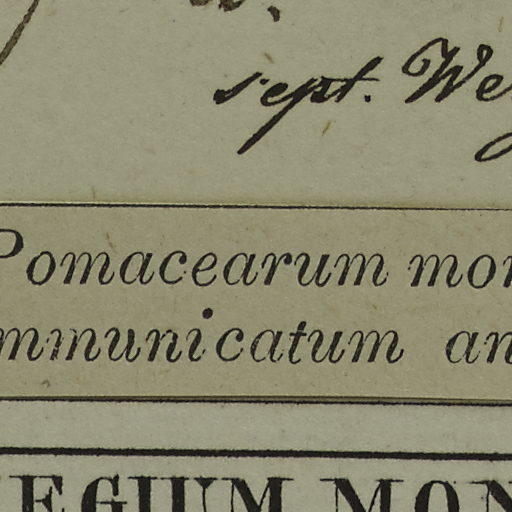 sept. We
Pomacearum mon
mmunicatum an
EGIUM MON